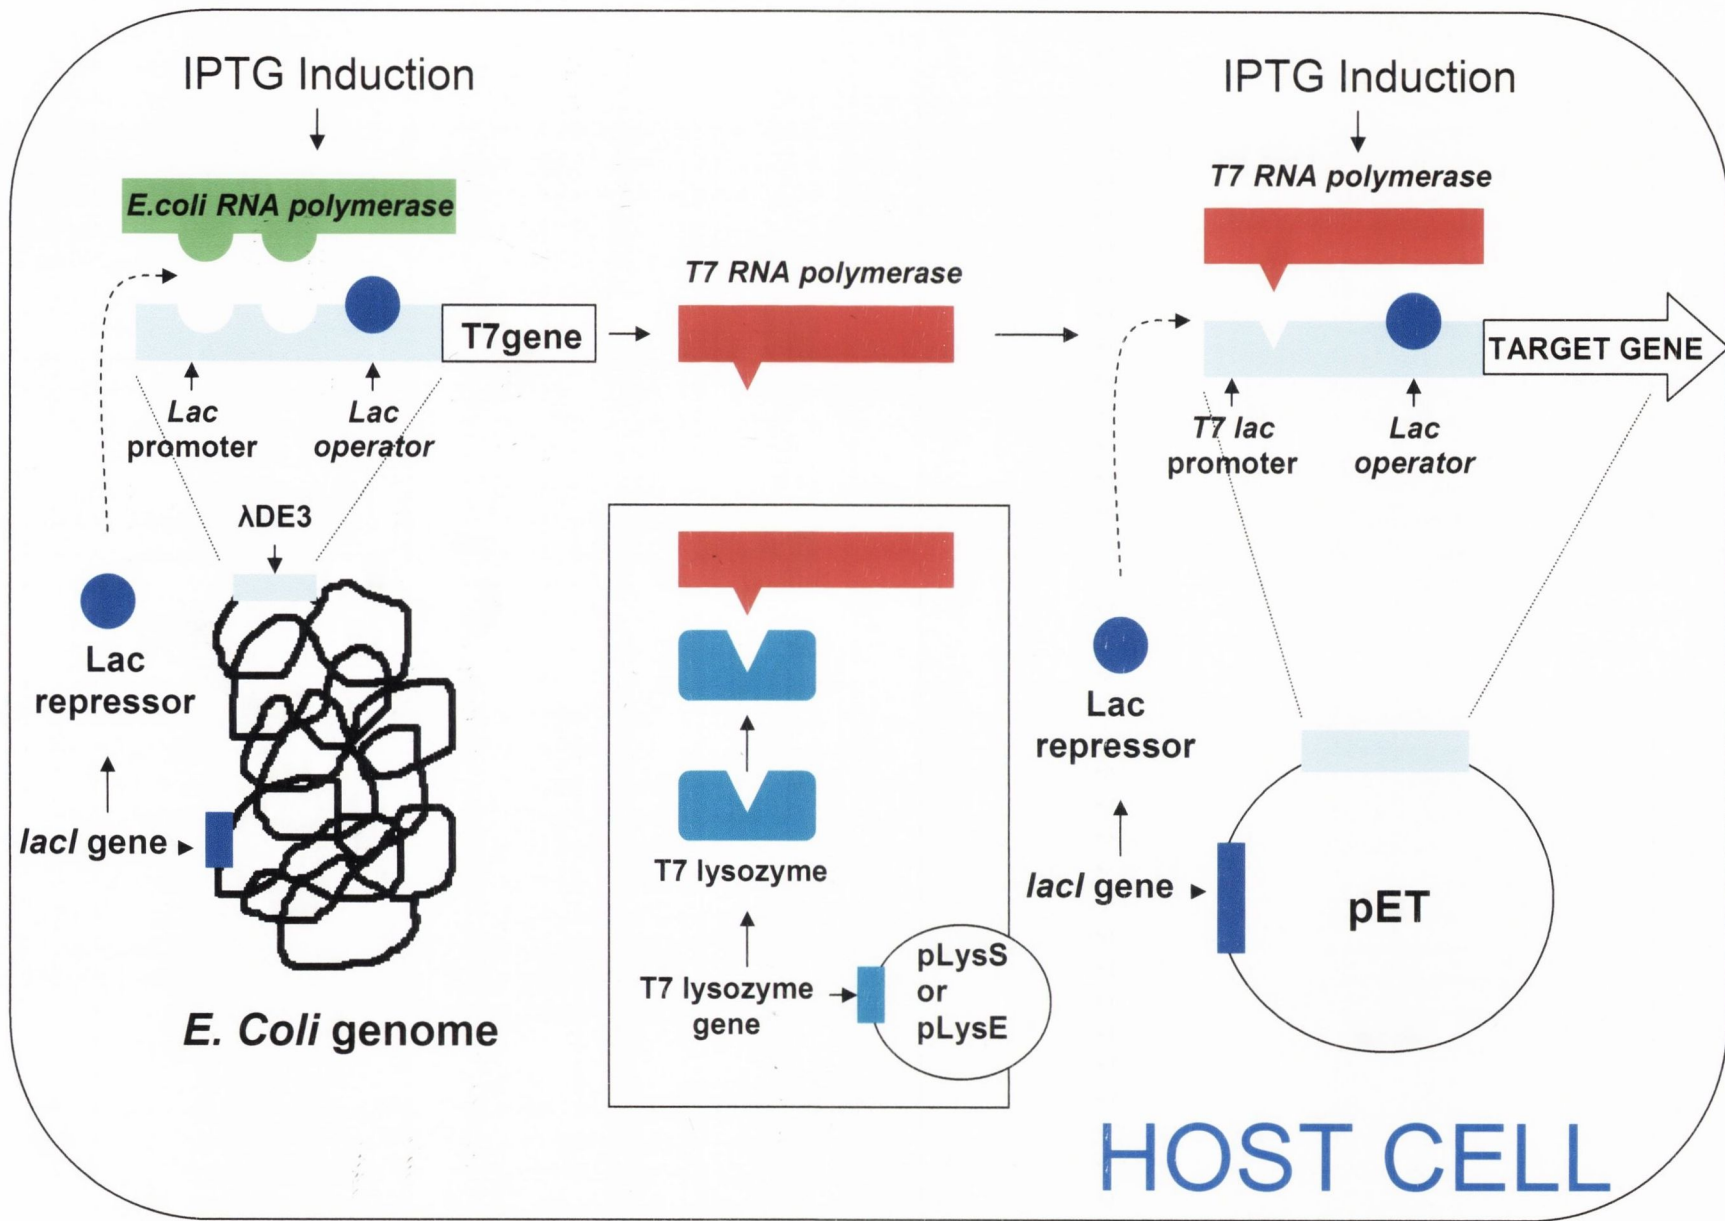 IPTG Induction
E.coli RNA polymerase
T7gene
Lac
promoter
Lac
operator
λDE3
Lac
repressor
lacI gene
E. Coli genome
T7 RNA polymerase
T7 lysozyme
T7 lysozyme
gene
pLysS
or
pLysE
IPTG Induction
T7 RNA polymerase
TARGET GENE
T7 lac
promoter
Lac
operator
Lac
repressor
lacI gene
pET
HOST CELL